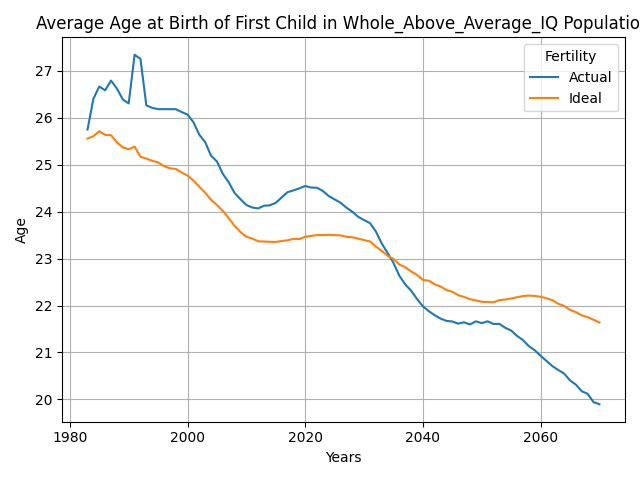 Average Age at Birth of First Child in Whole_Above_Average_IQ Populatio
Fertility
Actual
Ideal
27
26
25
24
23
22
21
20
Age
1980
2000
2020
2040
2060
Years